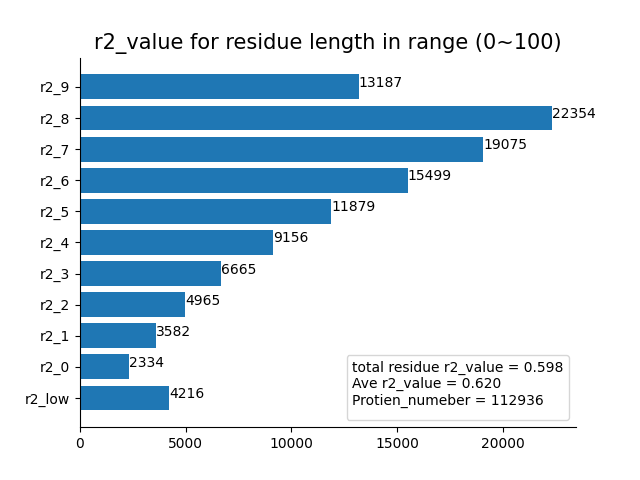 r2_value for residue length in range (0~100)
r2_9 13187
r2_8 22354
r2_7 19075
r2_6 15499
r2_5 11879
r2_4 9156
r2_3 6665
r2_2 4965
r2_1 3582
r2_0 2334
r2_low 4216
total residue r2_value = 0.598
Ave r2_value = 0.620
Protien_numeber = 112936
0 5000 10000 15000 20000